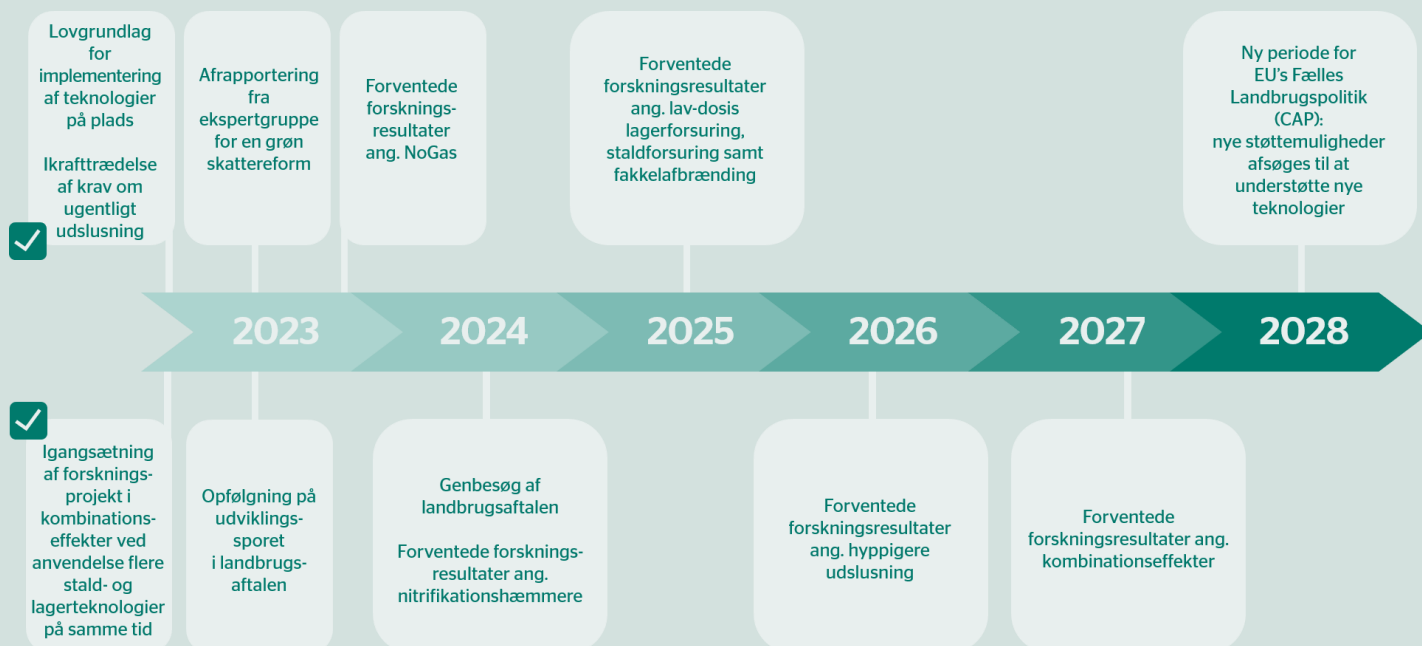 Lovgrundlag
for
implementering
af teknologier
på plads
Ikrafttrædelse
af krav om
ugentligt
udslusning
Afrapportering
fra
ekspertgruppe
for en grøn
skattereform
Forventede
forsknings-
resultater
ang. NoGas
Forventede
forskningsresultater
ang. lav-dosis
lagerforsuring,
staldforsuring samt
fakkelafbrænding
Ny periode for
EU's Fælles
Landbrugspolitik
(CAP):
nye støttemuligheder
afsøges til at
understøtte nye
teknologier
2023
2024
2025
2026
2027
2028
Igangsætning
af forsknings-
projekt i
kombinations-
effekter ved
anvendelse flere
stald- og
lagerteknologier
på samme tid
Opfølgning på
udviklings-
sporet
i landbrugs-
aftalen
Genbesøg af
landbrugsaftalen
Forventede forsknings-
resultater ang.
nitrifikationshæmmere
Forventede
forskningsresultater
ang. hyppigere
udslusning
Forventede
forskningsresultater ang.
kombinationseffekter